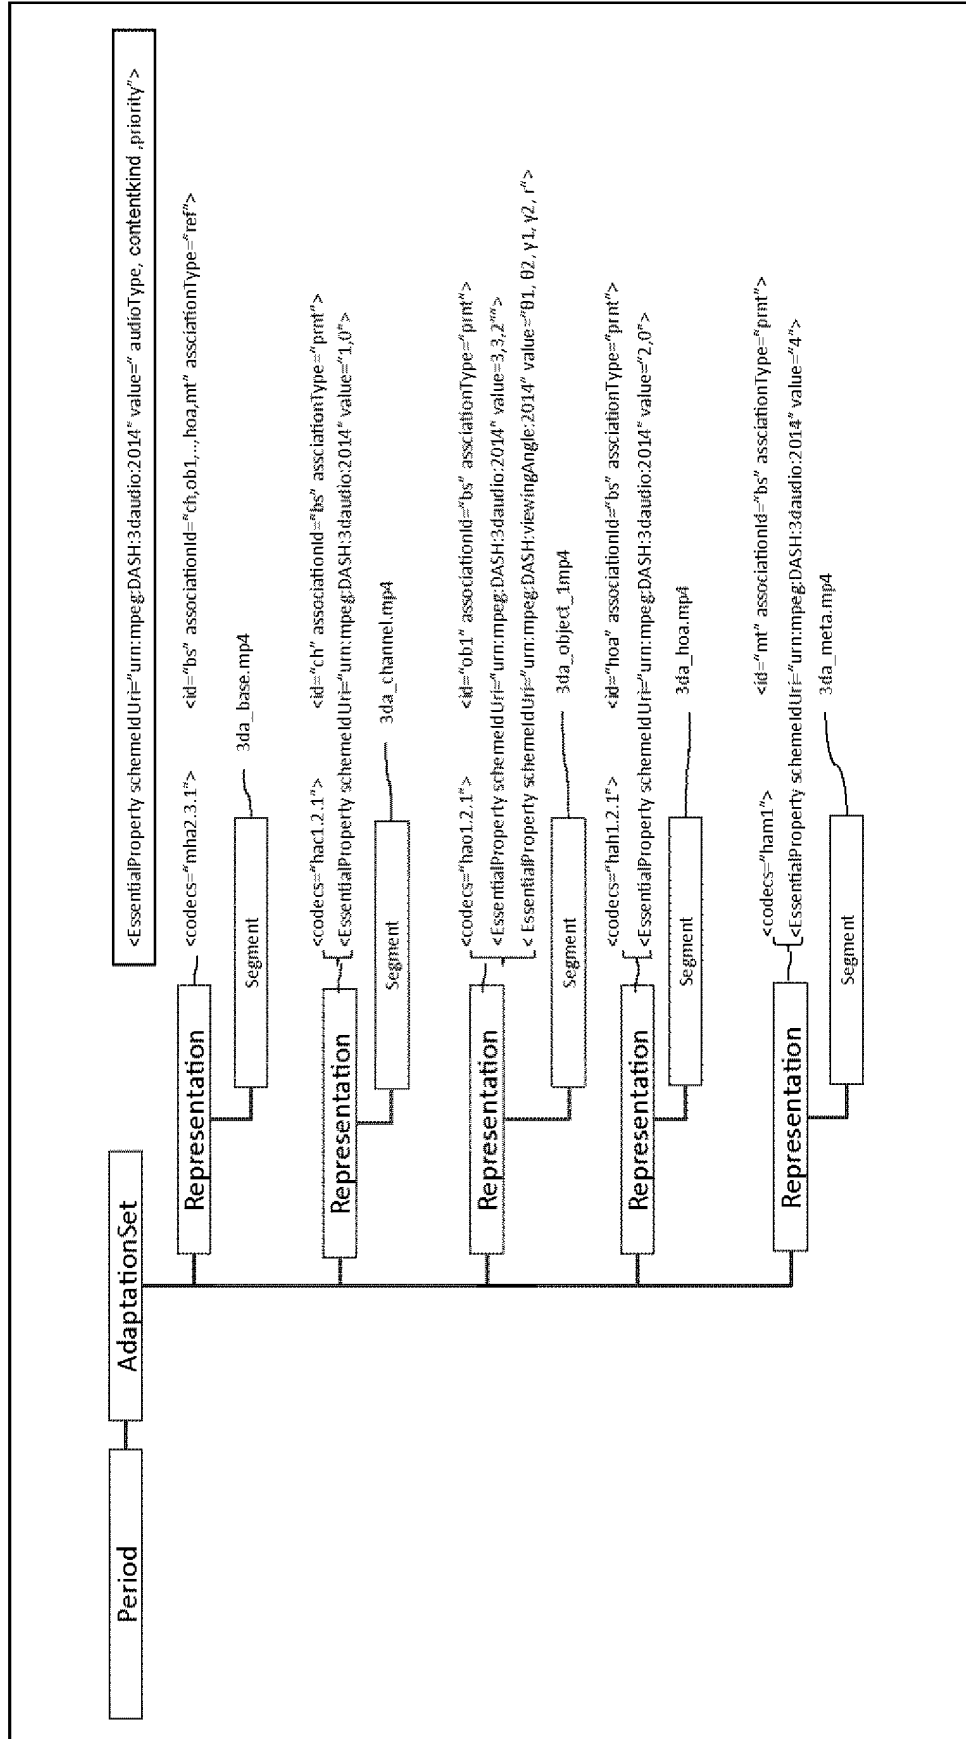 Period
AdaptationSet
<EssentialProperty schemeIdUri="urn:mpeg:DASH:3daudio:2014" value=" audioType, contentkind ,priority">
Representation
<codecs="mha2.3.1"> <id="bs" associationId="ch,ob1,...,hoa,mt" assciationType="ref">
Segment
3da_base.mp4
Representation
<codecs="hac1.2.1"> <id="ch" associationId="bs" assciationType="prnt">
<EssentialProperty schemeIdUri="urn:mpeg:DASH:3daudio:2014" value="1,0">
Segment
3da_channel.mp4
Representation
<codecs="hao1.2.1"> <id="ob1" associationId="bs" assciationType="prnt">
<EssentialProperty schemeIdUri="urn:mpeg:DASH:3daudio:2014" value=3,3,2"">
< EssentialProperty schemeIdUri="urn:mpeg:DASH:viewingAngle:2014" value="θ1, θ2, γ1, γ2, r">
Segment
3da_object_1mp4
Representation
<codecs="hah1.2.1"> <id="hoa" associationId="bs" assciationType="prnt">
<EssentialProperty schemeIdUri="urn:mpeg:DASH:3daudio:2014" value="2,0">
Segment
3da_hoa.mp4
Representation
<codecs="ham1"> <id="mt" associationId="bs" assciationType="prnt">
<EssentialProperty schemeIdUri="urn:mpeg:DASH:3daudio:2014" value="4">
Segment
3da_meta.mp4